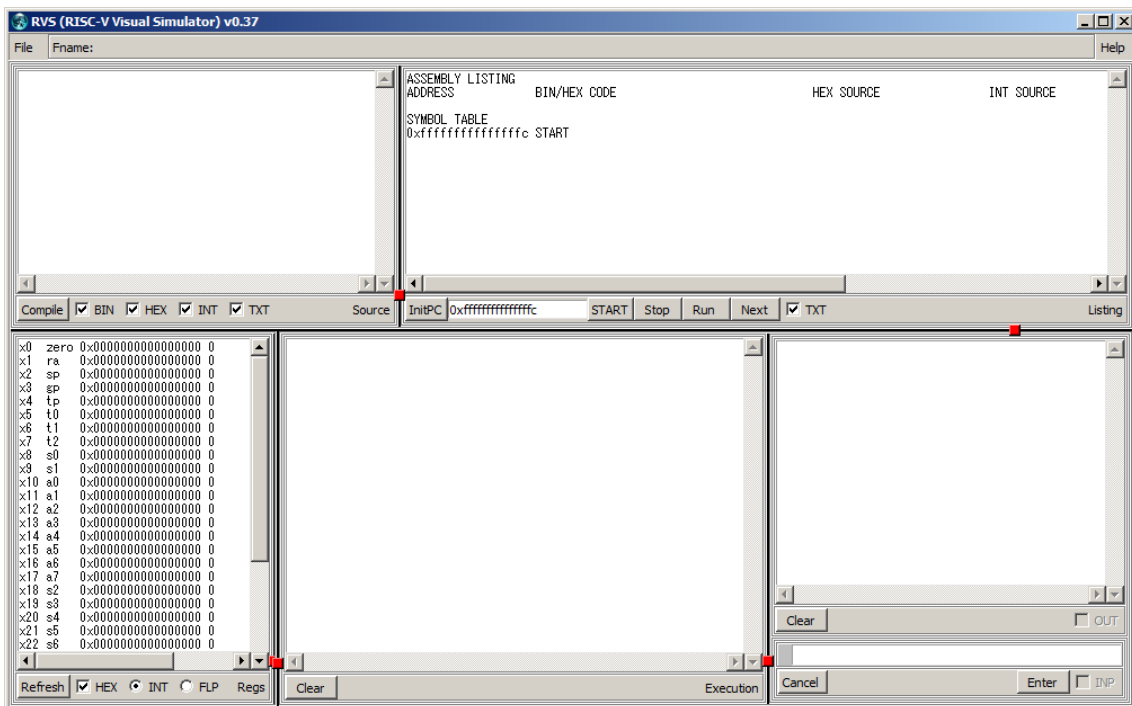 RVS (RISC-V Visual Simulator) v0.37
File Fname: Help
ASSEMBLY LISTING
ADDRESS BIN/HEX CODE HEX SOURCE INT SOURCE
SYMBOL TABLE
0xfffffffffffffffc START
Compile BIN HEX INT TXT Source
InitPC 0xfffffffffffffffc START Stop Run Next TXT Listing
x0 zero 0x0000000000000000 0
x1 ra 0x0000000000000000 0
x2 sp 0x0000000000000000 0
x3 gp 0x0000000000000000 0
x4 tp 0x0000000000000000 0
x5 t0 0x0000000000000000 0
x6 t1 0x0000000000000000 0
x7 t2 0x0000000000000000 0
x8 s0 0x0000000000000000 0
x9 s1 0x0000000000000000 0
x10 a0 0x0000000000000000 0
x11 a1 0x0000000000000000 0
x12 a2 0x0000000000000000 0
x13 a3 0x0000000000000000 0
x14 a4 0x0000000000000000 0
x15 a5 0x0000000000000000 0
x16 a6 0x0000000000000000 0
x17 a7 0x0000000000000000 0
x18 s2 0x0000000000000000 0
x19 s3 0x0000000000000000 0
x20 s4 0x0000000000000000 0
x21 s5 0x0000000000000000 0
x22 s6 0x0000000000000000 0
Refresh HEX INT FLP Regs
Clear Execution
Clear OUT
Cancel Enter INP